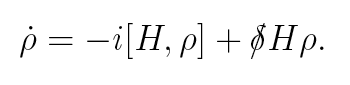 ρ̇ = −i[H, ρ] + δ̸Hρ.